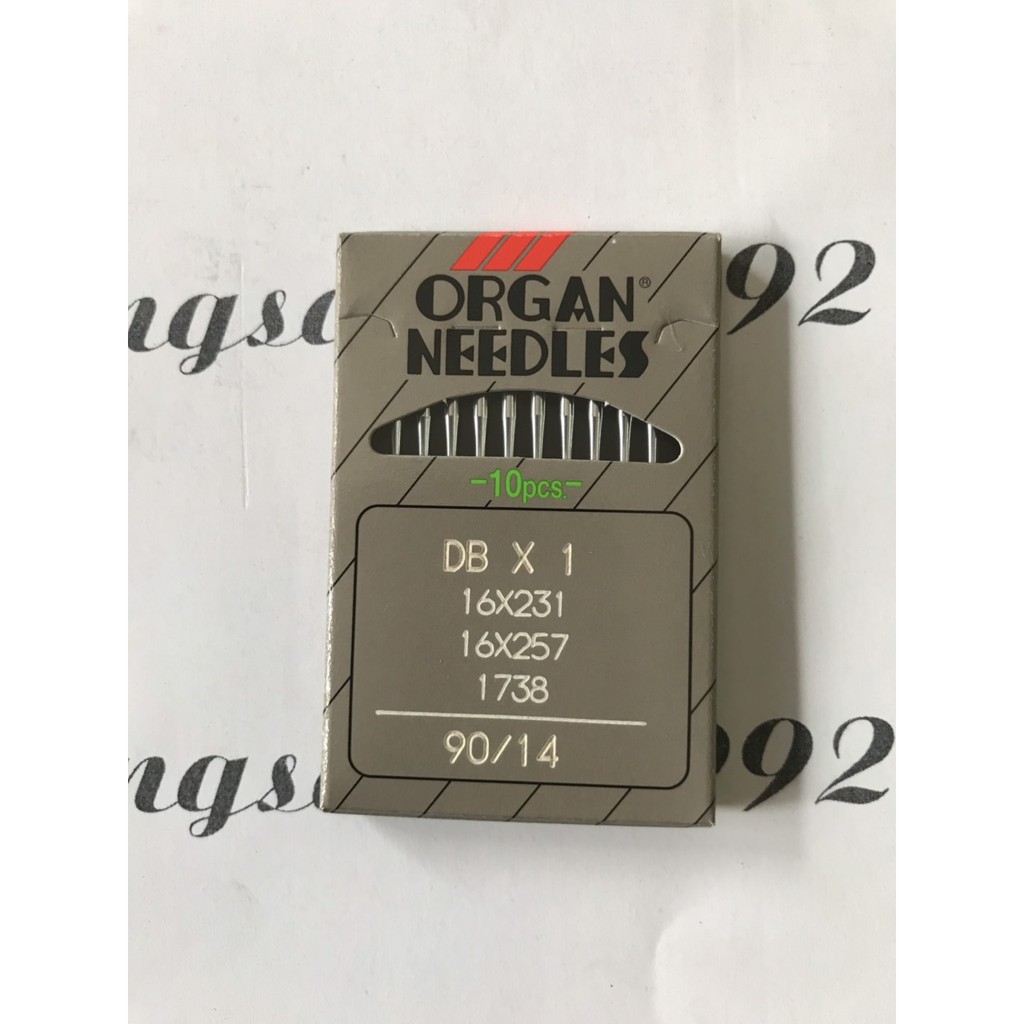 ORGAN®
NEEDLES
-10pcs.-
DB X 1
16X231
16X257
1738
90/14